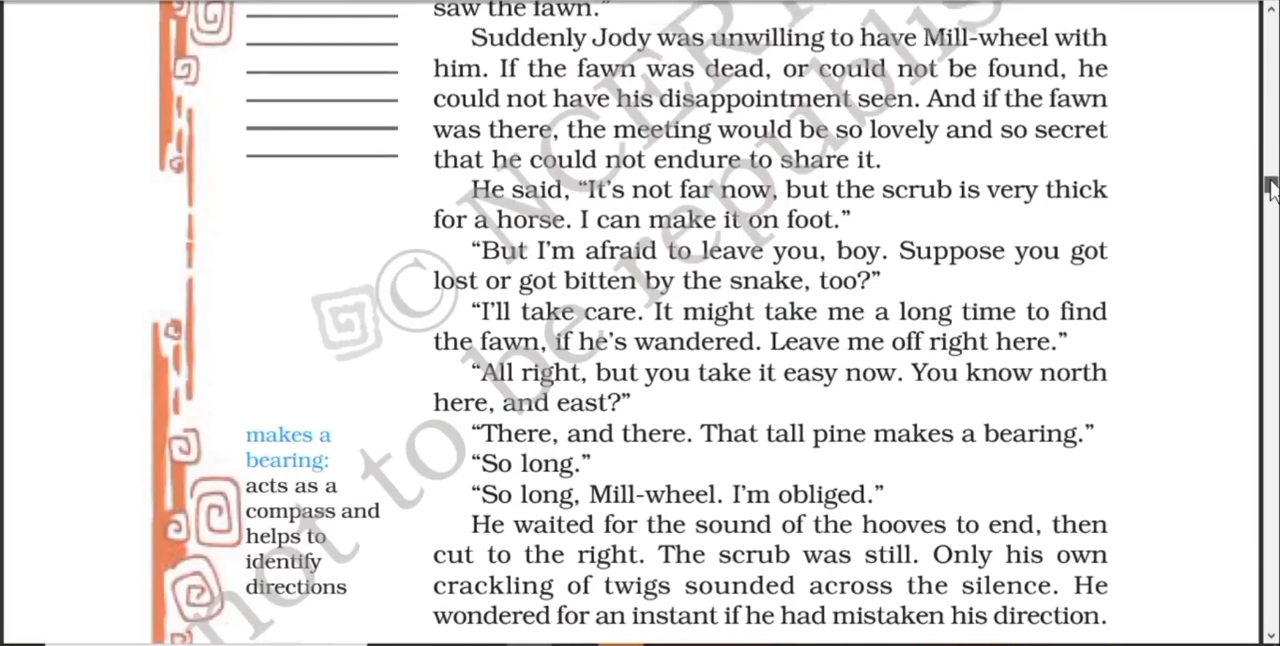 saw the fawn."
Suddenly Jody was unwilling to have Mill-wheel with
him. If the fawn was dead, or could not be found, he
could not have his disappointment seen. And if the fawn
was there, the meeting would be so lovely and so secret
that he could not endure to share it.
He said, “It’s not far now, but the scrub is very thick
for a horse. I can make it on foot.”
“But I’m afraid to leave you, boy. Suppose you got
lost or got bitten by the snake, too?”
“I’ll take care. It might take me a long time to find
the fawn, if he’s wandered. Leave me off right here.”
“All right, but you take it easy now. You know north
here, and east?”
“There, and there. That tall pine makes a bearing.”
“So long.”
“So long, Mill-wheel. I’m obliged.”
He waited for the sound of the hooves to end, then
cut to the right. The scrub was still. Only his own
crackling of twigs sounded across the silence. He
wondered for an instant if he had mistaken his direction.
makes a
bearing:
acts as a
compass and
helps to
identify
directions
© NCER
not to be republis